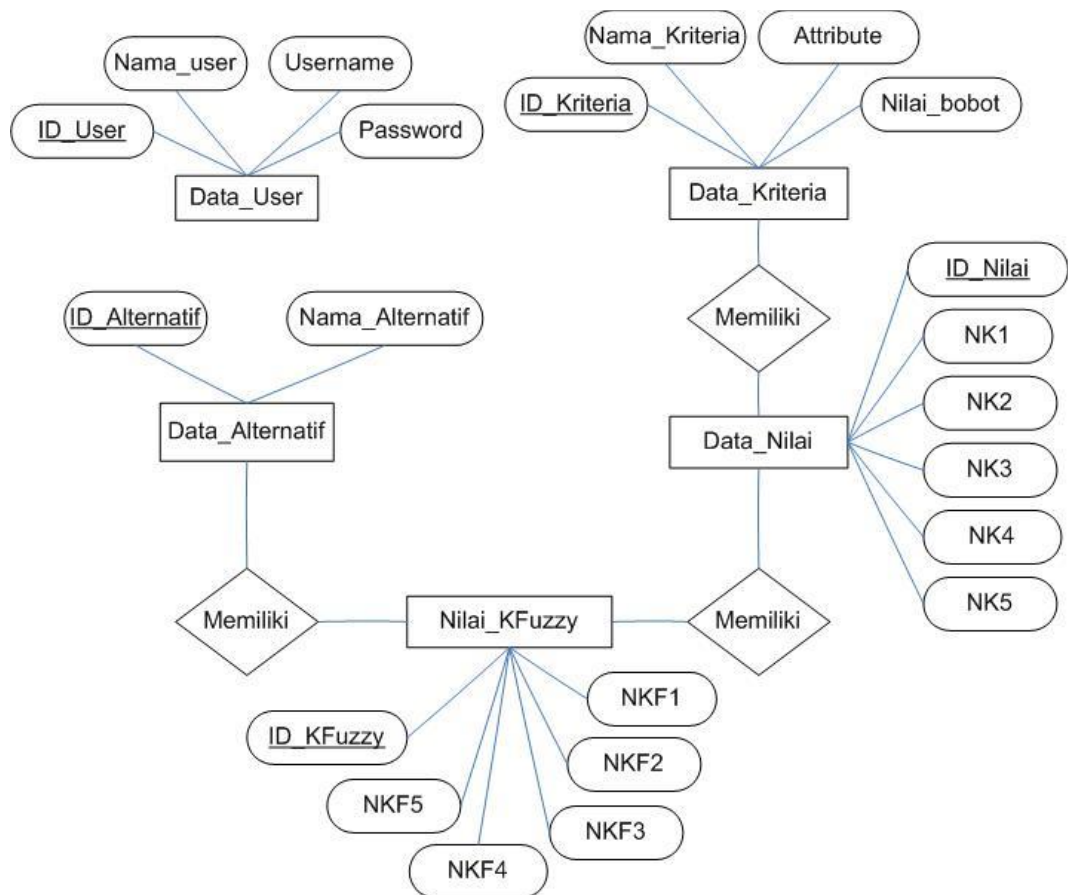 Nama_user
Username
ID_User
Password
Data_User
Nama_Kriteria
Attribute
ID_Kriteria
Nilai_bobot
Data_Kriteria
Memiliki
ID_Nilai
NK1
NK2
NK3
NK4
NK5
Data_Nilai
ID_Alternatif
Nama_Alternatif
Data_Alternatif
Memiliki
Nilai_KFuzzy
Memiliki
ID_KFuzzy
NKF1
NKF2
NKF3
NKF4
NKF5